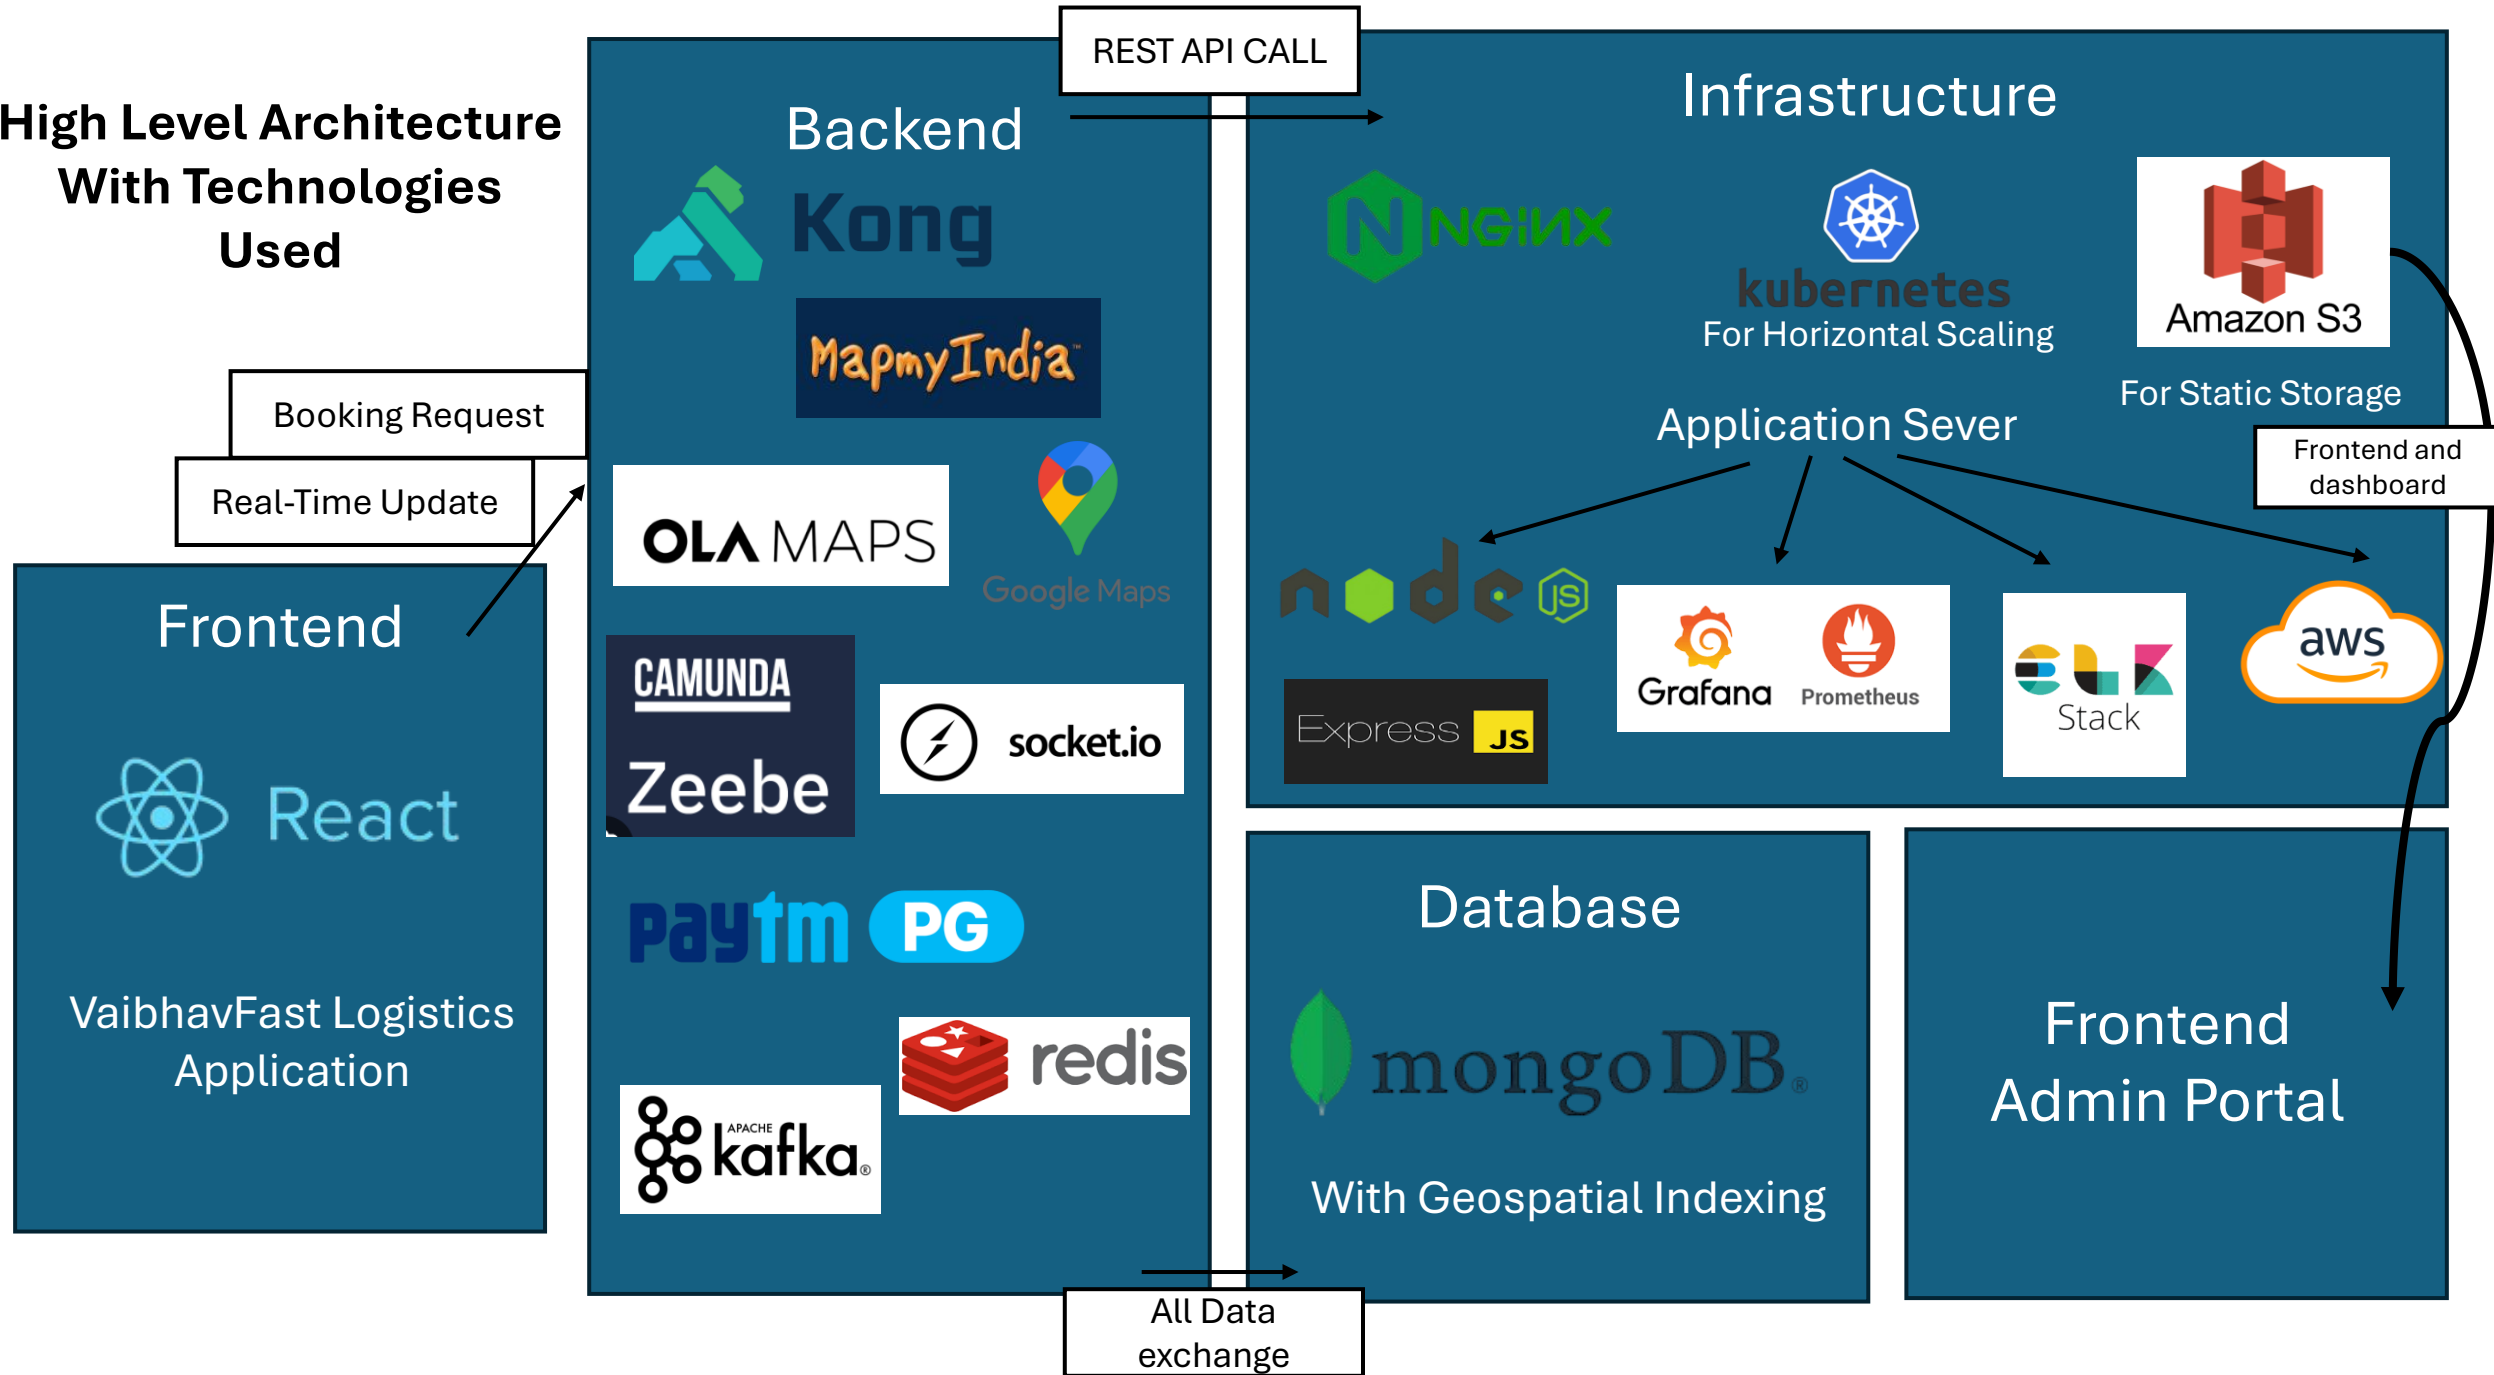 High Level Architecture
With Technologies
Used
Booking Request
Real-Time Update
Frontend
React
VaibhavFast Logistics
Application
REST API CALL
Backend
Kong
MapmyIndia™
OLA MAPS
Google Maps
CAMUNDA
Zeebe
socket.io
paytm PG
redis
APACHE
kafka®
All Data
exchange
Infrastructure
NGINX
kubernetes
For Horizontal Scaling
Amazon S3
For Static Storage
Application Sever
Frontend and
dashboard
node JS
Express JS
Grafana
Prometheus
ELK
Stack
aws
Database
mongoDB®
With Geospatial Indexing
Frontend
Admin Portal